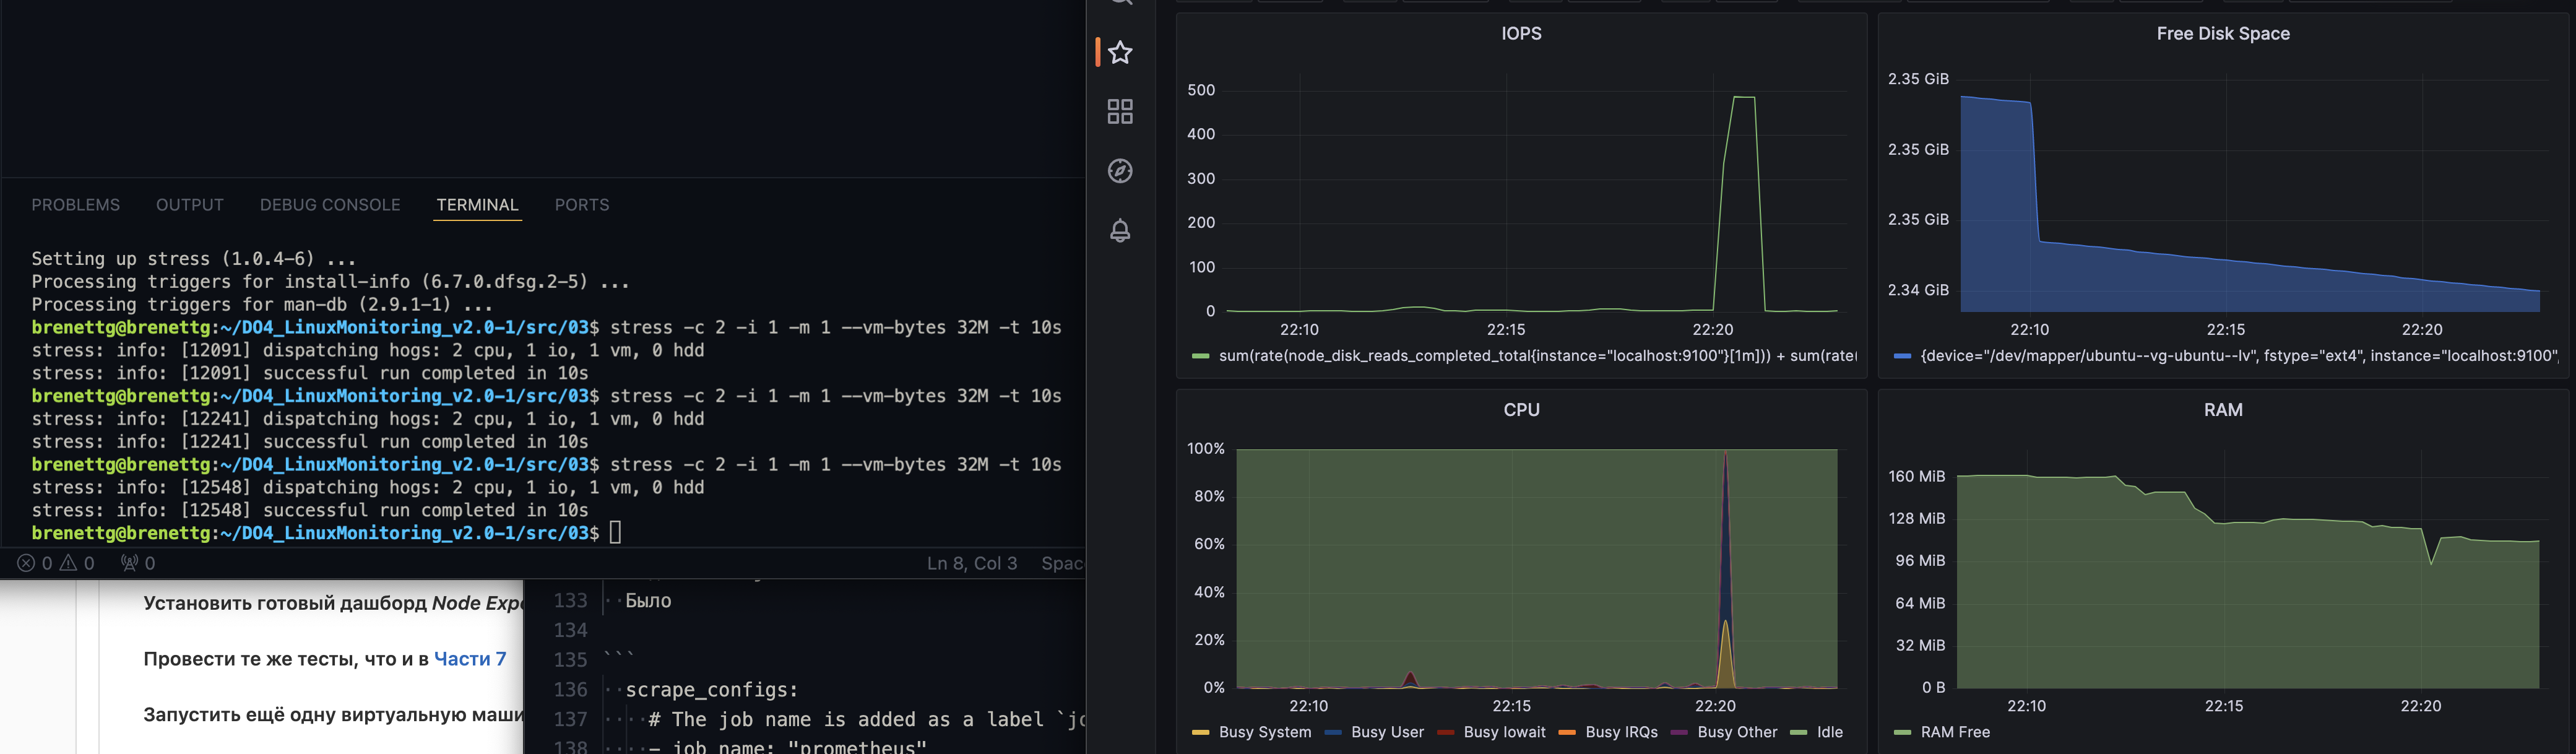 PROBLEMS OUTPUT DEBUG CONSOLE TERMINAL PORTS
Setting up stress (1.0.4-6) ...
Processing triggers for install-info (6.7.0.dfsg.2-5) ...
Processing triggers for man-db (2.9.1-1) ...
brenettg@brenettg:~/DO4_LinuxMonitoring_v2.0-1/src/03$ stress -c 2 -i 1 -m 1 --vm-bytes 32M -t 10s
stress: info: [12091] dispatching hogs: 2 cpu, 1 io, 1 vm, 0 hdd
stress: info: [12091] successful run completed in 10s
brenettg@brenettg:~/DO4_LinuxMonitoring_v2.0-1/src/03$ stress -c 2 -i 1 -m 1 --vm-bytes 32M -t 10s
stress: info: [12241] dispatching hogs: 2 cpu, 1 io, 1 vm, 0 hdd
stress: info: [12241] successful run completed in 10s
brenettg@brenettg:~/DO4_LinuxMonitoring_v2.0-1/src/03$ stress -c 2 -i 1 -m 1 --vm-bytes 32M -t 10s
stress: info: [12548] dispatching hogs: 2 cpu, 1 io, 1 vm, 0 hdd
stress: info: [12548] successful run completed in 10s
brenettg@brenettg:~/DO4_LinuxMonitoring_v2.0-1/src/03$
0 0 0 Ln 8, Col 3 Spac
Установить готовый дашборд Node Exp
Провести те же тесты, что и в Части 7
Запустить ещё одну виртуальную маши
133 Было
134
135 ```
136 scrape_configs:
137 # The job name is added as a label `jo
138 - job_name: "prometheus"
IOPS
500
400
300
200
100
0
22:10 22:15 22:20
sum(rate(node_disk_reads_completed_total{instance="localhost:9100"}[1m])) + sum(rate(
Free Disk Space
2.35 GiB
2.35 GiB
2.35 GiB
2.34 GiB
22:10 22:15 22:20
{device="/dev/mapper/ubuntu--vg-ubuntu--lv", fstype="ext4", instance="localhost:9100",
CPU
100%
80%
60%
40%
20%
0%
22:10 22:15 22:20
Busy System Busy User Busy Iowait Busy IRQs Busy Other Idle
RAM
160 MiB
128 MiB
96 MiB
64 MiB
32 MiB
0 B
22:10 22:15 22:20
RAM Free